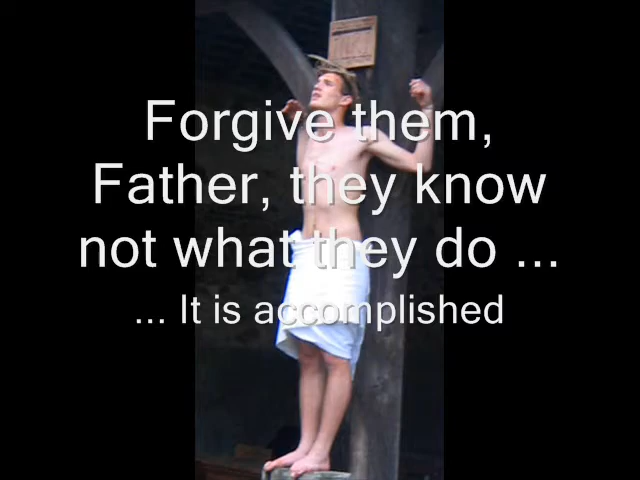 Forgive them,
Father, they know
not what they do ...
... It is accomplished